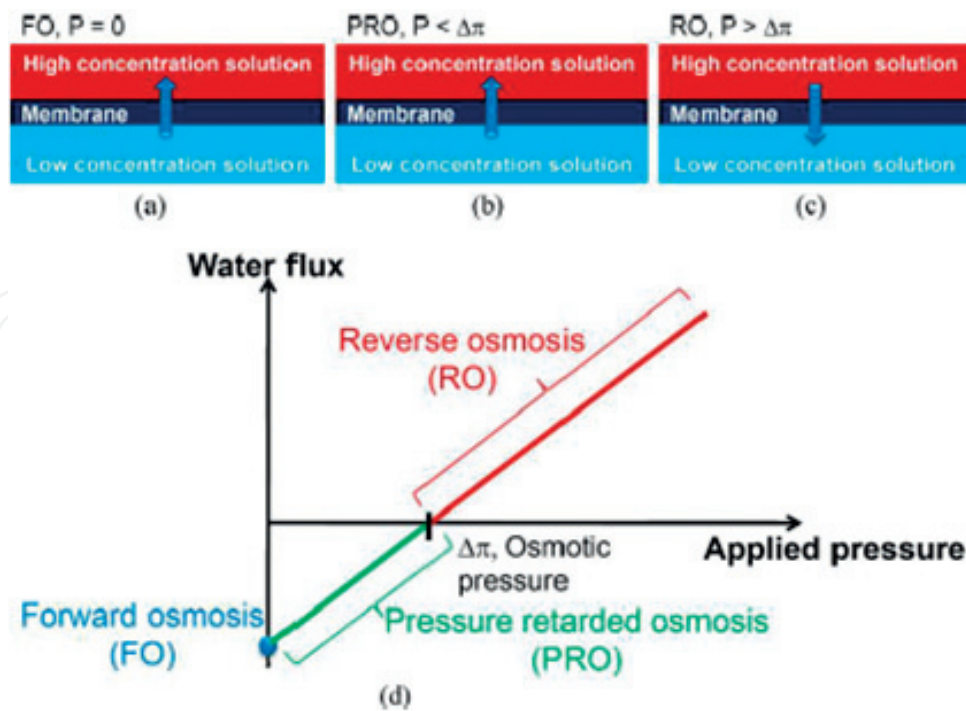 FO, P = 0
High concentration solution
Membrane
Low concentration solution
(a)
PRO, P < Δπ
High concentration solution
Membrane
Low concentration solution
(b)
RO, P > Δπ
High concentration solution
Membrane
Low concentration solution
(c)
Water flux
Reverse osmosis
(RO)
Δπ, Osmotic
pressure
Applied pressure
Forward osmosis
(FO)
Pressure retarded osmosis
(PRO)
(d)